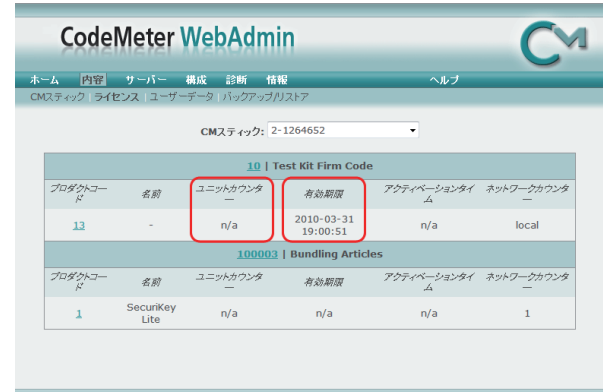 CodeMeter WebAdmin
ホーム 内容 サーバー 構成 診断 情報 ヘルプ
CMスティック | ライセンス | ユーザーデータ | バックアップ/リストア
CMスティック: 2-1264652
10 | Test Kit Firm Code
プロダクトコード 名前 ユニットカウンター 有効期限 アクティベーションタイム ネットワークカウンター
13 - n/a 2010-03-31 19:00:51 n/a local
100003 | Bundling Articles
プロダクトコード 名前 ユニットカウンター 有効期限 アクティベーションタイム ネットワークカウンター
1 SecuriKey Lite n/a n/a n/a 1